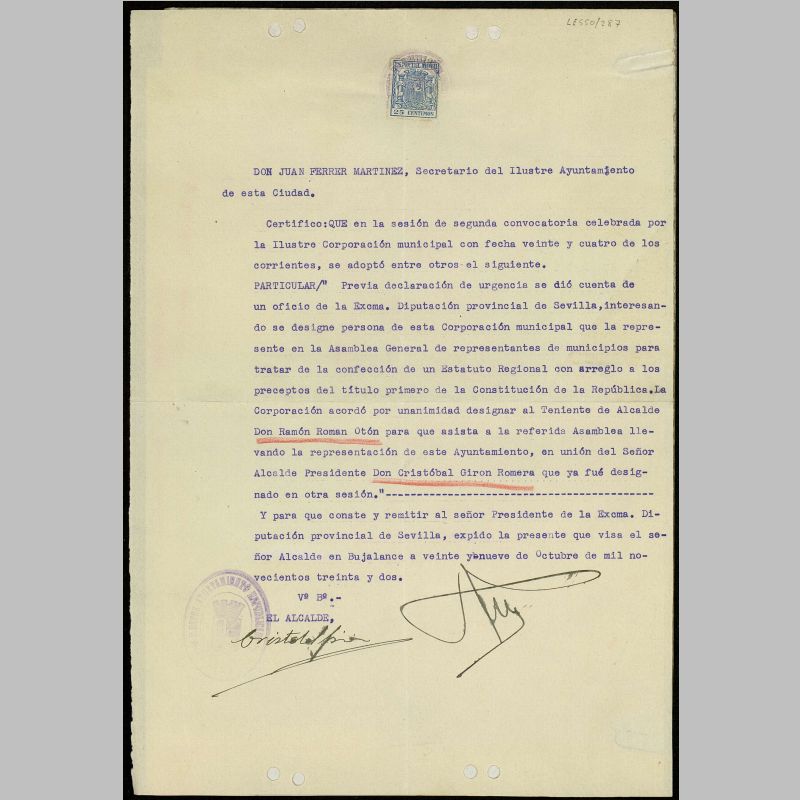 LESSO/287
ESPECIAL MOVIL
25 CENTIMOS
DON JUAN FERRER MARTINEZ, Secretario del Ilustre Ayuntamiento
de esta Ciudad.
Certifico:QUE en la sesión de segunda convocatoria celebrada por
la Ilustre Corporación municipal con fecha veinte y cuatro de los
corrientes, se adoptó entre otros el siguiente.
PARTICULAR/" Previa declaración de urgencia se dió cuenta de
un oficio de la Excma. Diputación provincial de Sevilla,interesan-
do se designe persona de esta Corporación municipal que la repre-
sente en la Asamblea General de representantes de municipios para
tratar de la confección de un Estatuto Regional con arreglo a los
preceptos del título primero de la Constitución de la República.La
Corporación acordó por unanimidad designar al Teniente de Alcalde
Don Ramón Roman Otón para que asista a la referida Asamblea lle-
vando la representación de este Ayuntamiento, en unión del Señor
Alcalde Presidente Don Cristóbal Giron Romera que ya fué desig-
nado en otra sesión."---------------------------------
Y para que conste y remitir al señor Presidente de la Excma. Di-
putación provincial de Sevilla, expido la presente que visa el se-
ñor Alcalde en Bujalance a veinte ynueve de Octubre de mil no-
vecientos treinta y dos.
Vº Bº.-
EL ALCALDE,